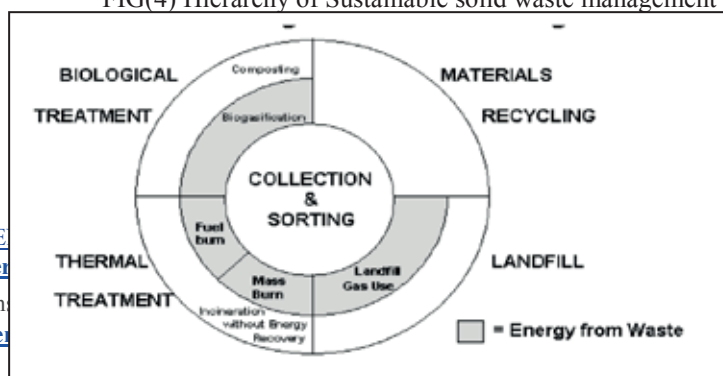 FIG(4) Hierarchy of Sustainable solid waste management
BIOLOGICAL
TREATMENT
Composting
Biogasification
MATERIALS
RECYCLING
COLLECTION
&
SORTING
Fuel
burn
Mass
Burn
Landfill
Gas Use
THERMAL
TREATMENT
Incineration
without Energy
Recovery
LANDFILL
= Energy from Waste